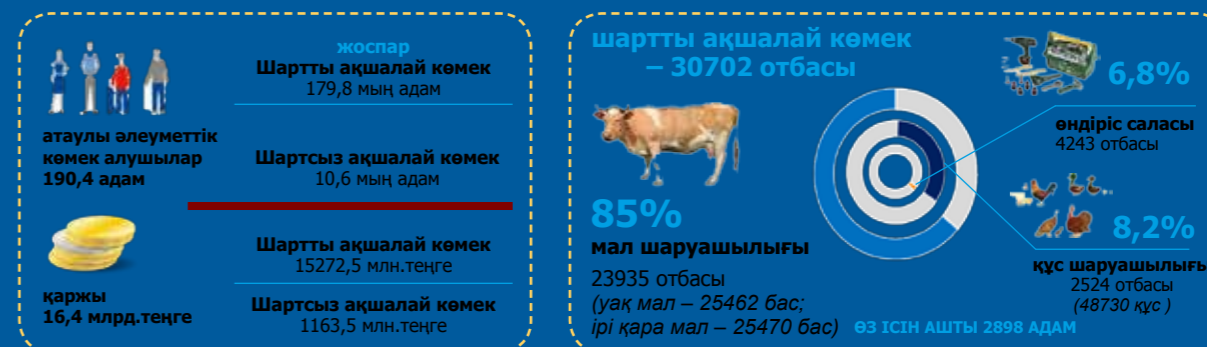 жоспар
Шартты ақшалай көмек
179,8 мың адам
атаулы әлеуметтік
көмек алушылар
190,4 адам
Шартсыз ақшалай көмек
10,6 мың адам
Шартты ақшалай көмек
15272,5 млн.теңге
қаржы
16,4 млрд.теңге
Шартсыз ақшалай көмек
1163,5 млн.теңге
шартты ақшалай көмек
– 30702 отбасы
85%
мал шаруашылығы
23935 отбасы
(уақ мал – 25462 бас;
ірі қара мал – 25470 бас)
6,8%
өндіріс саласы
4243 отбасы
8,2%
құс шаруашылығы
2524 отбасы
(48730 құс )
ӨЗ ІСІН АШТЫ 2898 АДАМ